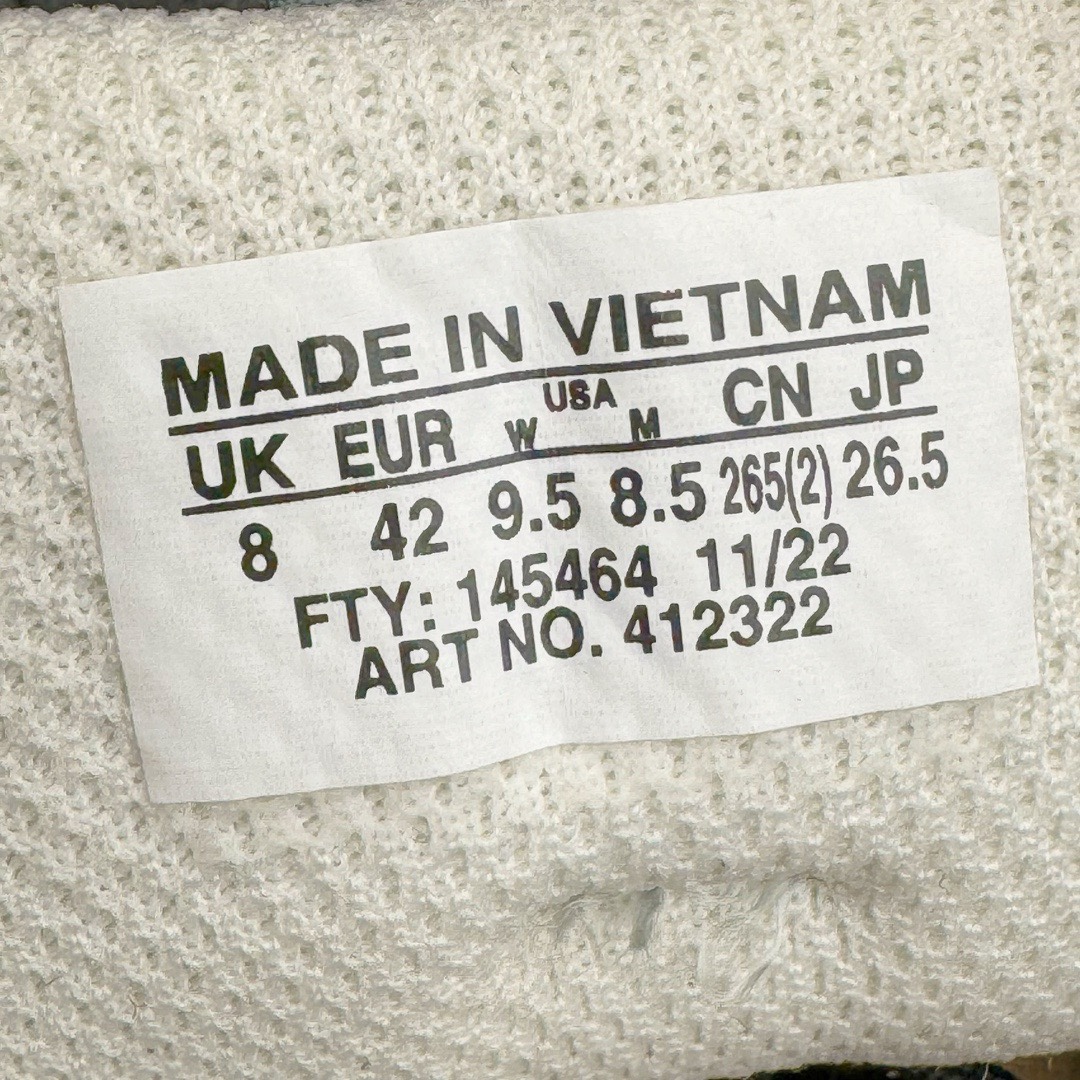 MADE IN VIETNAM
USA
UK EUR W M CN JP
8 42 9.5 8.5 265(2) 26.5
FTY: 145464 11/22
ART NO. 412322